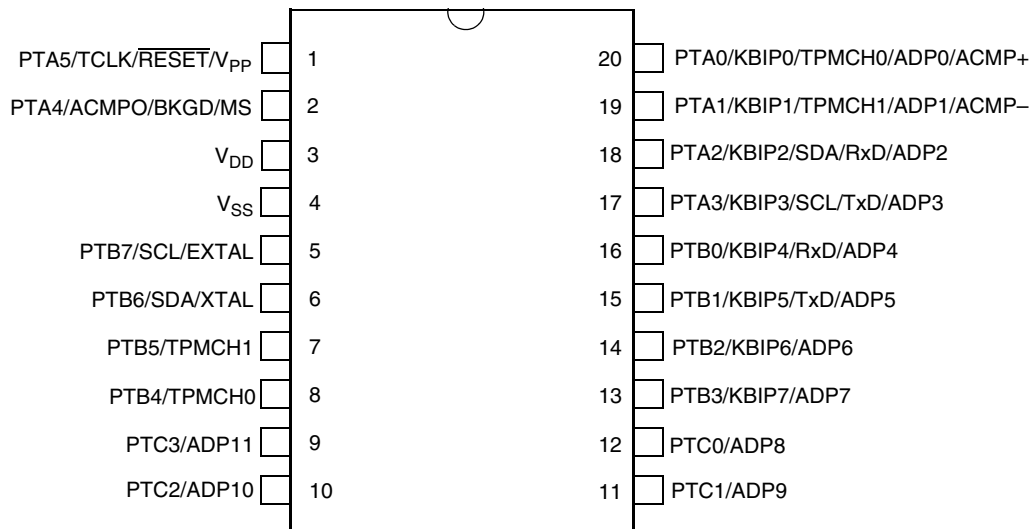 PTA5/TCLK/RESET/VPP 1 20 PTA0/KBIP0/TPMCH0/ADP0/ACMP+
PTA4/ACMPO/BKGD/MS 2 19 PTA1/KBIP1/TPMCH1/ADP1/ACMP–
VDD 3 18 PTA2/KBIP2/SDA/RxD/ADP2
VSS 4 17 PTA3/KBIP3/SCL/TxD/ADP3
PTB7/SCL/EXTAL 5 16 PTB0/KBIP4/RxD/ADP4
PTB6/SDA/XTAL 6 15 PTB1/KBIP5/TxD/ADP5
PTB5/TPMCH1 7 14 PTB2/KBIP6/ADP6
PTB4/TPMCH0 8 13 PTB3/KBIP7/ADP7
PTC3/ADP11 9 12 PTC0/ADP8
PTC2/ADP10 10 11 PTC1/ADP9